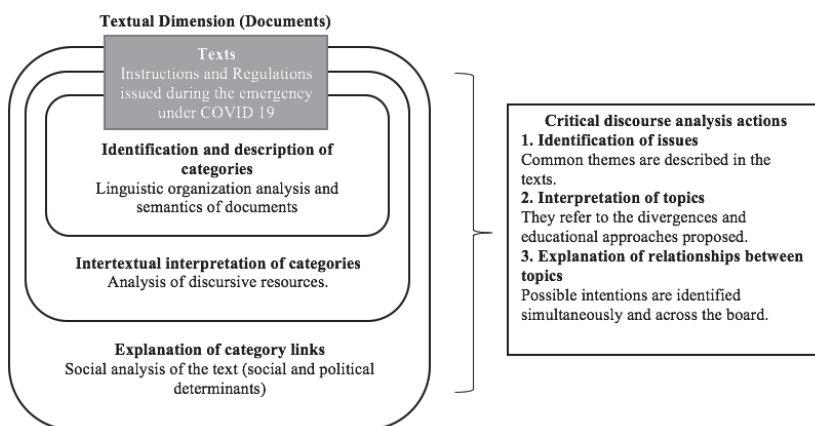 Textual Dimension (Documents)
Texts
Instructions and Regulations
issued during the emergency
under COVID 19
Identification and description of
categories
Linguistic organization analysis and
semantics of documents
Intertextual interpretation of categories
Analysis of discursive resources.
Explanation of category links
Social analysis of the text (social and political
determinants)
Critical discourse analysis actions
1. Identification of issues
Common themes are described in the
texts.
2. Interpretation of topics
They refer to the divergences and
educational approaches proposed.
3. Explanation of relationships between
topics
Possible intentions are identified
simultaneously and across the board.